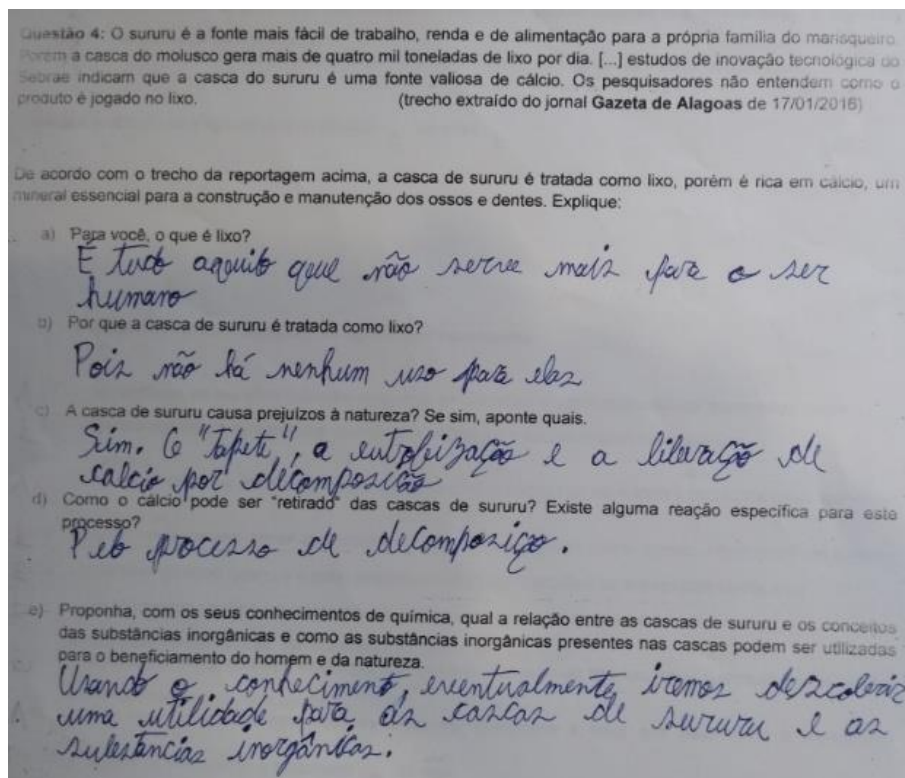 Questão 4: O sururu é a fonte mais fácil de trabalho, renda e de alimentação para a própria família do marisqueiro.
Porém a casca do molusco gera mais de quatro mil toneladas de lixo por dia. [...] estudos de inovação tecnológica do
Sebrae indicam que a casca do sururu é uma fonte valiosa de cálcio. Os pesquisadores não entendem como o
produto é jogado no lixo. (trecho extraído do jornal Gazeta de Alagoas de 17/01/2016)
De acordo com o trecho da reportagem acima, a casca de sururu é tratada como lixo, porém é rica em cálcio, um
mineral essencial para a construção e manutenção dos ossos e dentes. Explique:
a) Para você, o que é lixo?
É tudo aquilo que não serve mais para o ser
humano
b) Por que a casca de sururu é tratada como lixo?
Pois não há nenhum uso para elas
c) A casca de sururu causa prejuízos à natureza? Se sim, aponte quais.
Sim. O "tapete", a eutrofização e a liberação de
calcio por decomposição
d) Como o cálcio pode ser "retirado" das cascas de sururu? Existe alguma reação específica para este
processo?
Pelo processo de decomposiço.
e) Proponha, com os seus conhecimentos de química, qual a relação entre as cascas de sururu e os conceitos
das substâncias inorgânicas e como as substâncias inorgânicas presentes nas cascas podem ser utilizadas
para o beneficiamento do homem e da natureza.
Usando o conhecimento, eventualmente iremos descobrir
uma utilidade para as cascas de sururu e as
substâncias inorgânicas.